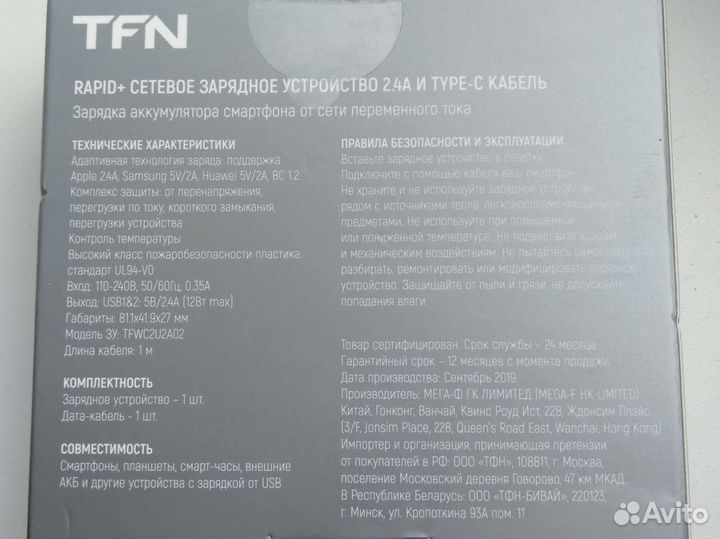 TFN
RAPID+ СЕТЕВОЕ ЗАРЯДНОЕ УСТРОЙСТВО 2.4А И TYPE-C КАБЕЛЬ
Зарядка аккумулятора смартфона от сети переменного тока
ТЕХНИЧЕСКИЕ ХАРАКТЕРИСТИКИ
Адаптивная технология заряда: поддержка
Apple 2.4A, Samsung 5V/2A, Huawei 5V/2A, BC 1.2
Комплекс защиты: от перенапряжения,
перегрузки по току, короткого замыкания,
перегрузки устройства
Контроль температуры
Высокий класс пожаробезопасности пластика:
стандарт UL94-V0
Вход: 110-240В, 50/60Гц, 0.35А
Выход: USB1&2: 5В/2.4А (12Вт max)
Габариты: 81.1x41.9x27 мм
Модель ЗУ: TFWC2U2A02
Длина кабеля: 1 м
КОМПЛЕКТНОСТЬ
Зарядное устройство – 1 шт.
Дата-кабель - 1 шт.
СОВМЕСТИМОСТЬ
Смартфоны, планшеты, смарт-часы, внешние
АКБ и другие устройства с зарядкой от USB
ПРАВИЛА БЕЗОПАСНОСТИ И ЭКСПЛУАТАЦИИ
Вставьте зарядное устройство в розетку.
Подключите с помощью кабеля ваш смартфон.
Не храните и не используйте зарядное устройство
рядом с источниками тепла, легковоспламеняющимися
предметами. Не используйте при повышенной
или пониженной температуре. Не подвергайте ударам
и механическим воздействиям. Не пытайтесь самостоятельно
разбирать, ремонтировать или модифицировать зарядное
устройство. Защищайте от пыли и грязи, не допускайте
попадания влаги.
Товар сертифицирован. Срок службы – 24 месяца
Гарантийный срок – 12 месяцев с момента продажи
Дата производства: Сентябрь 2019
Производитель: МЕГА-Ф ГК ЛИМИТЕД (MEGA-F HK LIMITED)
Китай, Гонконг, Ванчай, Квинс Роуд Ист, 228, Ждонсим Плэйс
(3/F, Jonsim Place, 228, Queen's Road East, Wanchai, Hong Kong)
Импортер и организация, принимающая претензии
от покупателей в РФ: ООО «ТФН», 108811, г. Москва,
поселение Московский деревня Говорово, 47 км МКАД.
В Республике Беларусь: ООО «ТФН-БИВАЙ», 220123,
г. Минск, ул. Кропоткина 93А пом. 11
Avito